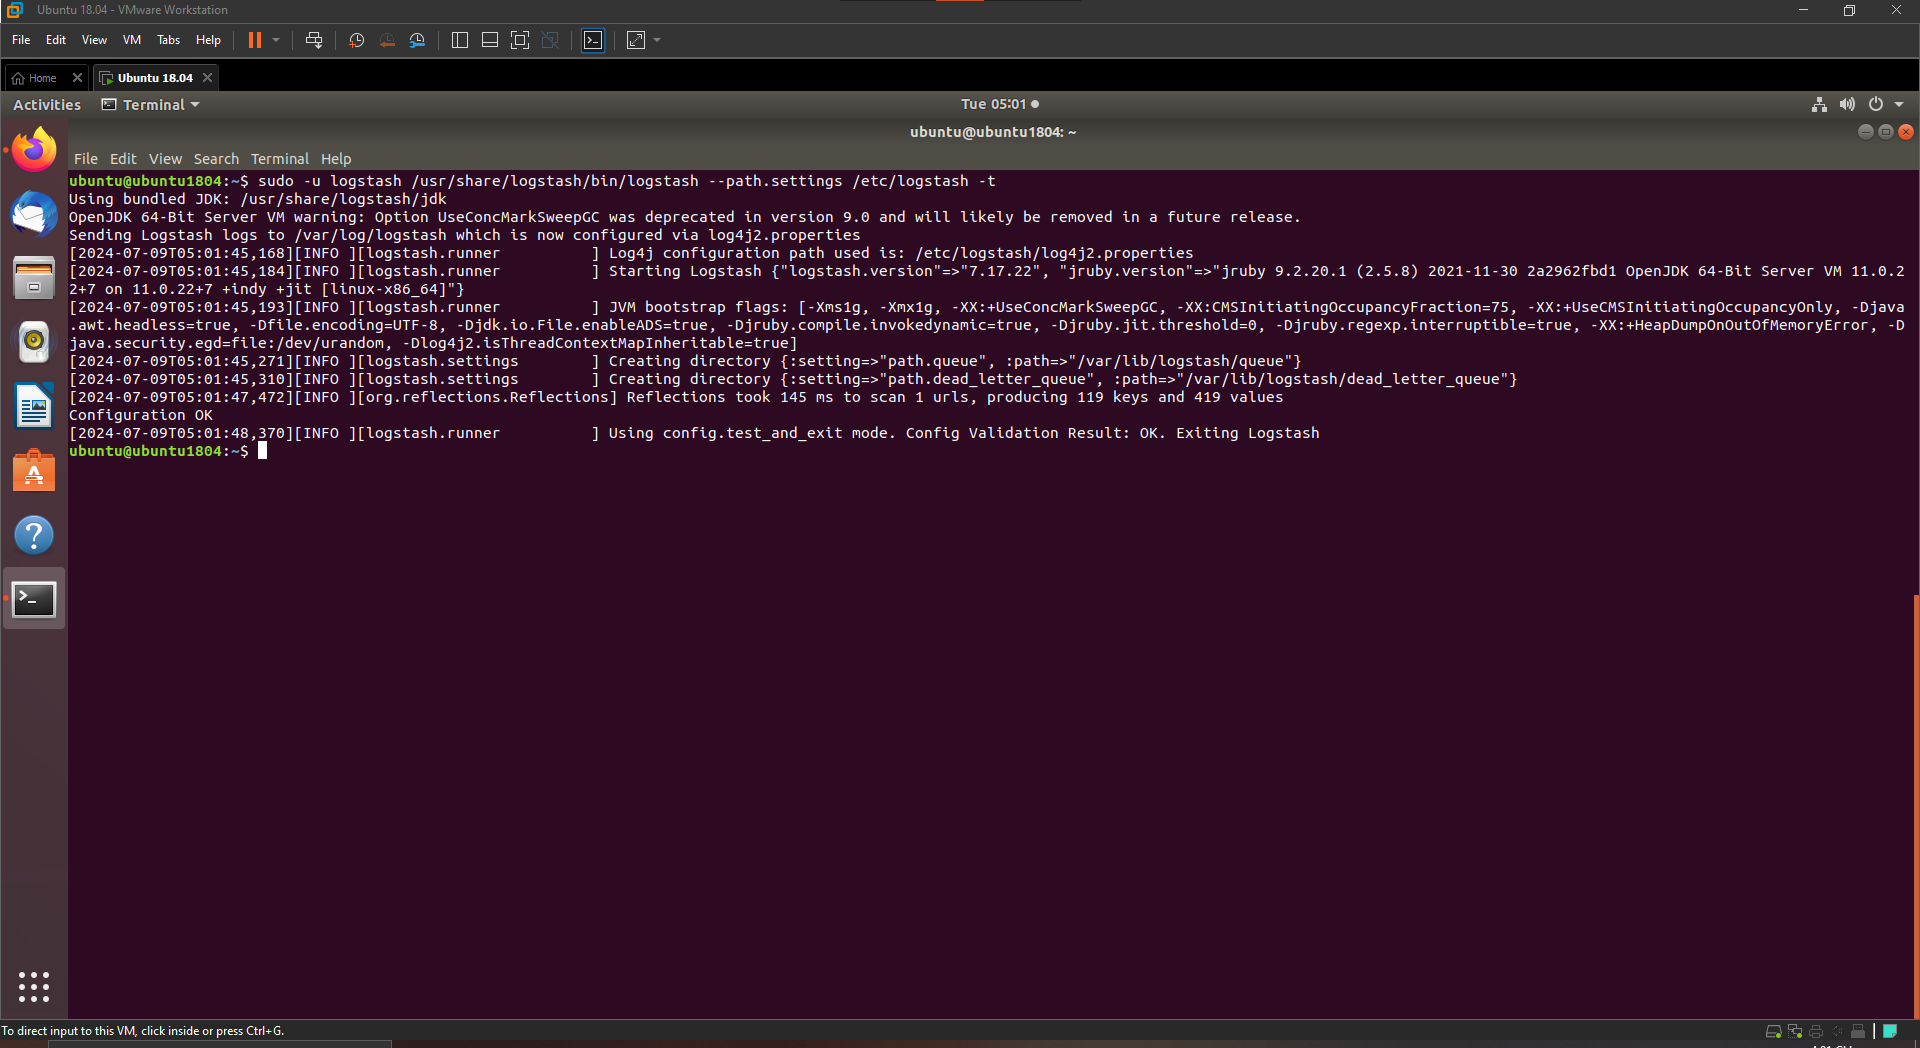 Ubuntu 18.04 - VMware Workstation
File Edit View VM Tabs Help
Home Ubuntu 18.04
Activities Terminal Tue 05:01
ubuntu@ubuntu1804: ~
File Edit View Search Terminal Help
ubuntu@ubuntu1804:~$ sudo -u logstash /usr/share/logstash/bin/logstash --path.settings /etc/logstash -t
Using bundled JDK: /usr/share/logstash/jdk
OpenJDK 64-Bit Server VM warning: Option UseConcMarkSweepGC was deprecated in version 9.0 and will likely be removed in a future release.
Sending Logstash logs to /var/log/logstash which is now configured via log4j2.properties
[2024-07-09T05:01:45,168][INFO ][logstash.runner          ] Log4j configuration path used is: /etc/logstash/log4j2.properties
[2024-07-09T05:01:45,184][INFO ][logstash.runner          ] Starting Logstash {"logstash.version"=>"7.17.22", "jruby.version"=>"jruby 9.2.20.1 (2.5.8) 2021-11-30 2a2962fbd1 OpenJDK 64-Bit Server VM 11.0.2
2+7 on 11.0.22+7 +indy +jit [linux-x86_64]"}
[2024-07-09T05:01:45,193][INFO ][logstash.runner          ] JVM bootstrap flags: [-Xms1g, -Xmx1g, -XX:+UseConcMarkSweepGC, -XX:CMSInitiatingOccupancyFraction=75, -XX:+UseCMSInitiatingOccupancyOnly, -Djava
.awt.headless=true, -Dfile.encoding=UTF-8, -Djdk.io.File.enableADS=true, -Djruby.compile.invokedynamic=true, -Djruby.jit.threshold=0, -Djruby.regexp.interruptible=true, -XX:+HeapDumpOnOutOfMemoryError, -D
java.security.egd=file:/dev/urandom, -Dlog4j2.isThreadContextMapInheritable=true]
[2024-07-09T05:01:45,271][INFO ][logstash.settings        ] Creating directory {:setting=>"path.queue", :path=>"/var/lib/logstash/queue"}
[2024-07-09T05:01:45,310][INFO ][logstash.settings        ] Creating directory {:setting=>"path.dead_letter_queue", :path=>"/var/lib/logstash/dead_letter_queue"}
[2024-07-09T05:01:47,472][INFO ][org.reflections.Reflections] Reflections took 145 ms to scan 1 urls, producing 119 keys and 419 values
Configuration OK
[2024-07-09T05:01:48,370][INFO ][logstash.runner          ] Using config.test_and_exit mode. Config Validation Result: OK. Exiting Logstash
ubuntu@ubuntu1804:~$
To direct input to this VM, click inside or press Ctrl+G.